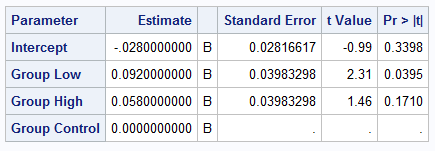 Parameter Estimate Standard Error t Value Pr > |t|
Intercept -.0280000000 B 0.02816617 -0.99 0.3398
Group Low 0.0920000000 B 0.03983298 2.31 0.0395
Group High 0.0580000000 B 0.03983298 1.46 0.1710
Group Control 0.0000000000 B . . .